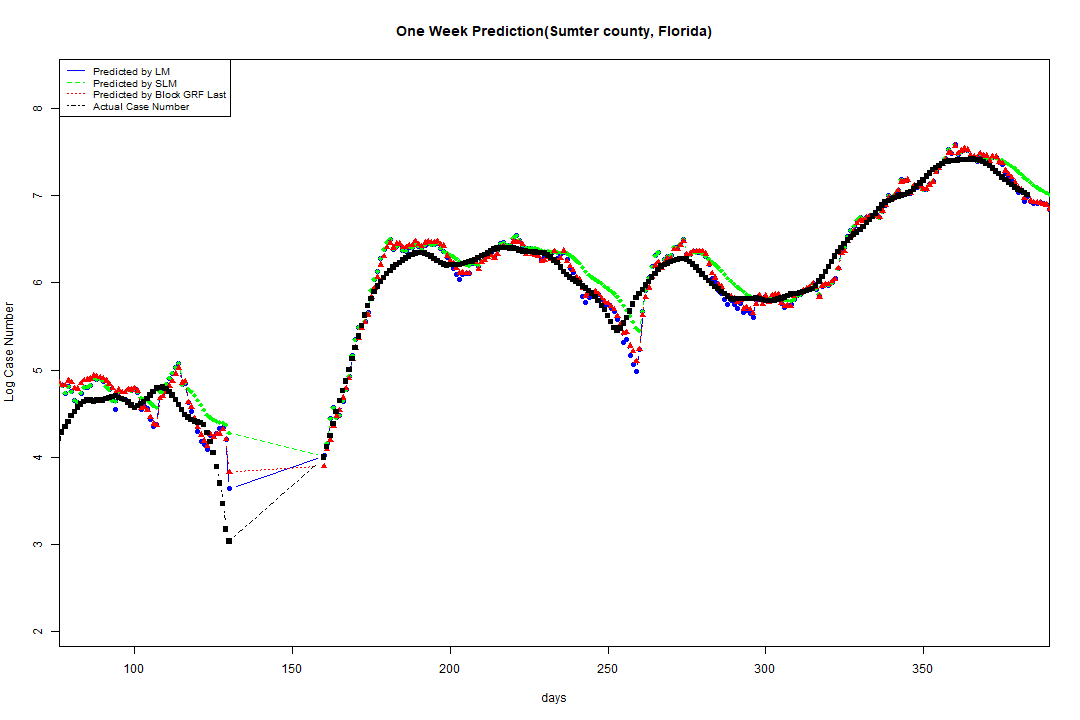 One Week Prediction(Sumter county, Florida)
Predicted by LM
Predicted by SLM
Predicted by Block GRF Last
Actual Case Number
Log Case Number
8
7
6
5
4
3
2
100 150 200 250 300 350
days